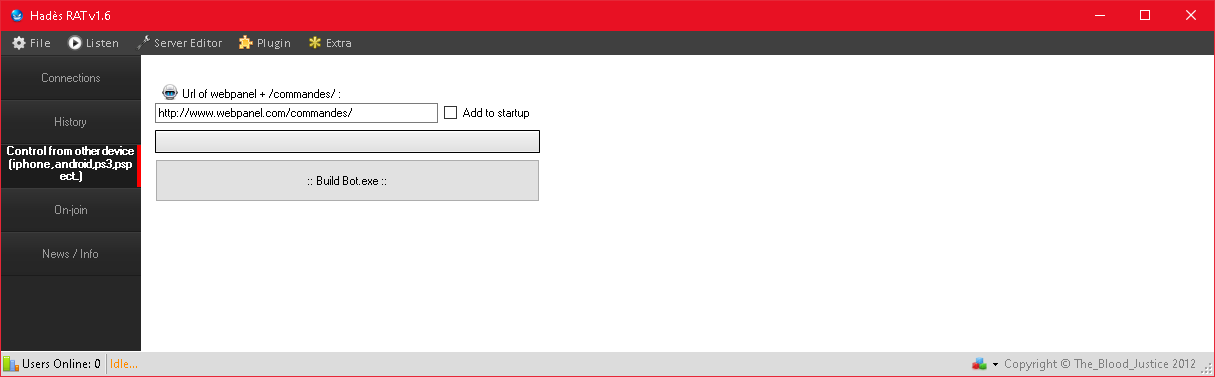 Hadès RAT v1.6
File Listen Server Editor Plugin Extra
Connections
History
Control from other device
(iphone, android,ps3,psp
ect..)
On-join
News / Info
Url of webpanel + /commandes/ :
http://www.webpanel.com/commandes/
Add to startup
:: Build Bot.exe ::
Users Online: 0
Idle...
Copyright © The_Blood_Justice 2012